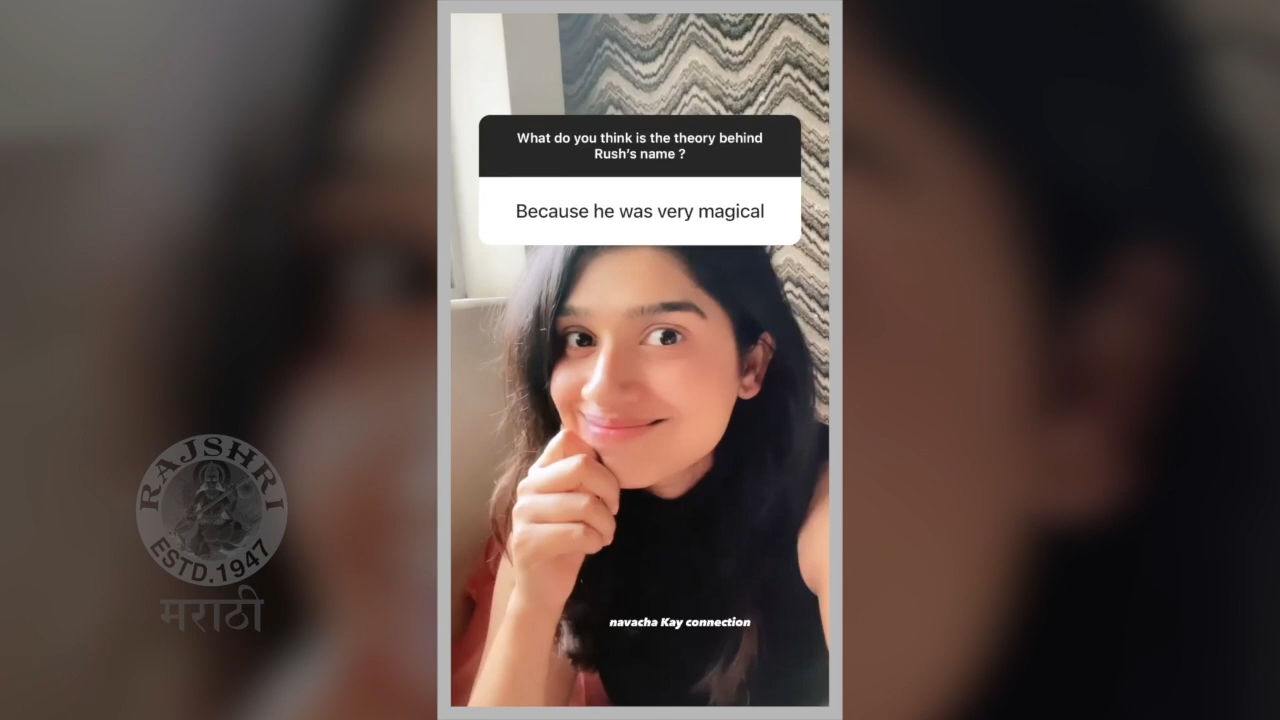 What do you think is the theory behind
Rush's name ?
Because he was very magical
RAJSHRI
ESTD.1947
मराठी
navacha Kay connection